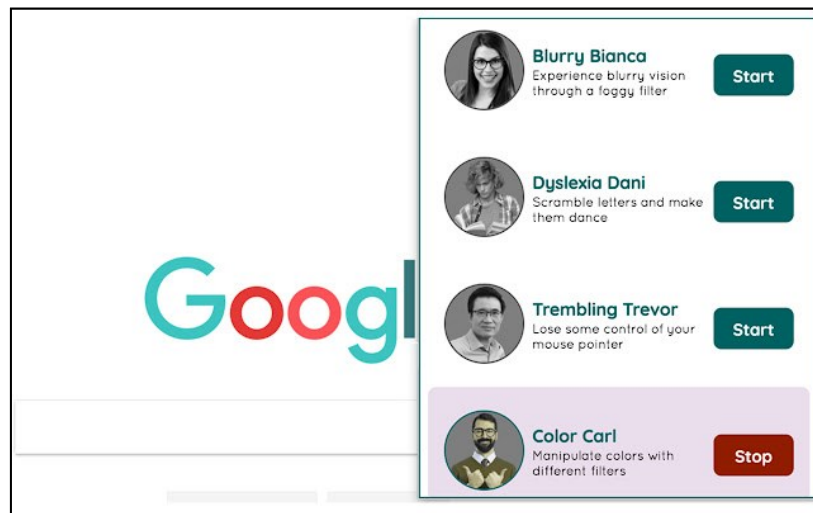 Blurry Bianca
Experience blurry vision
through a foggy filter
Start
Dyslexia Dani
Scramble letters and make
them dance
Start
Googl
Trembling Trevor
Lose some control of your
mouse pointer
Start
Color Carl
Manipulate colors with
different filters
Stop